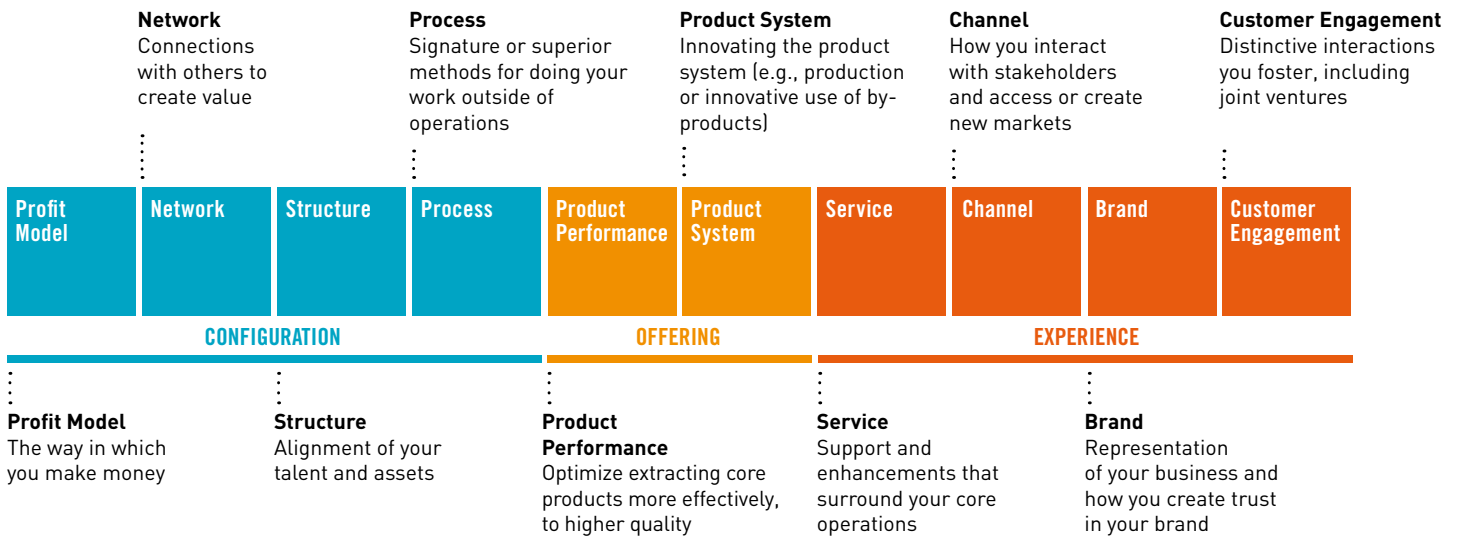 Network
Connections
with others to
create value
Process
Signature or superior
methods for doing your
work outside of
operations
Product System
Innovating the product
system (e.g., production
or innovative use of by-
products)
Channel
How you interact
with stakeholders
and access or create
new markets
Customer Engagement
Distinctive interactions
you foster, including
joint ventures
Profit
Model
Network
Structure
Process
Product
Performance
Product
System
Service
Channel
Brand
Customer
Engagement
CONFIGURATION
OFFERING
EXPERIENCE
Profit Model
The way in which
you make money
Structure
Alignment of your
talent and assets
Product
Performance
Optimize extracting core
products more effectively,
to higher quality
Service
Support and
enhancements that
surround your core
operations
Brand
Representation
of your business and
how you create trust
in your brand